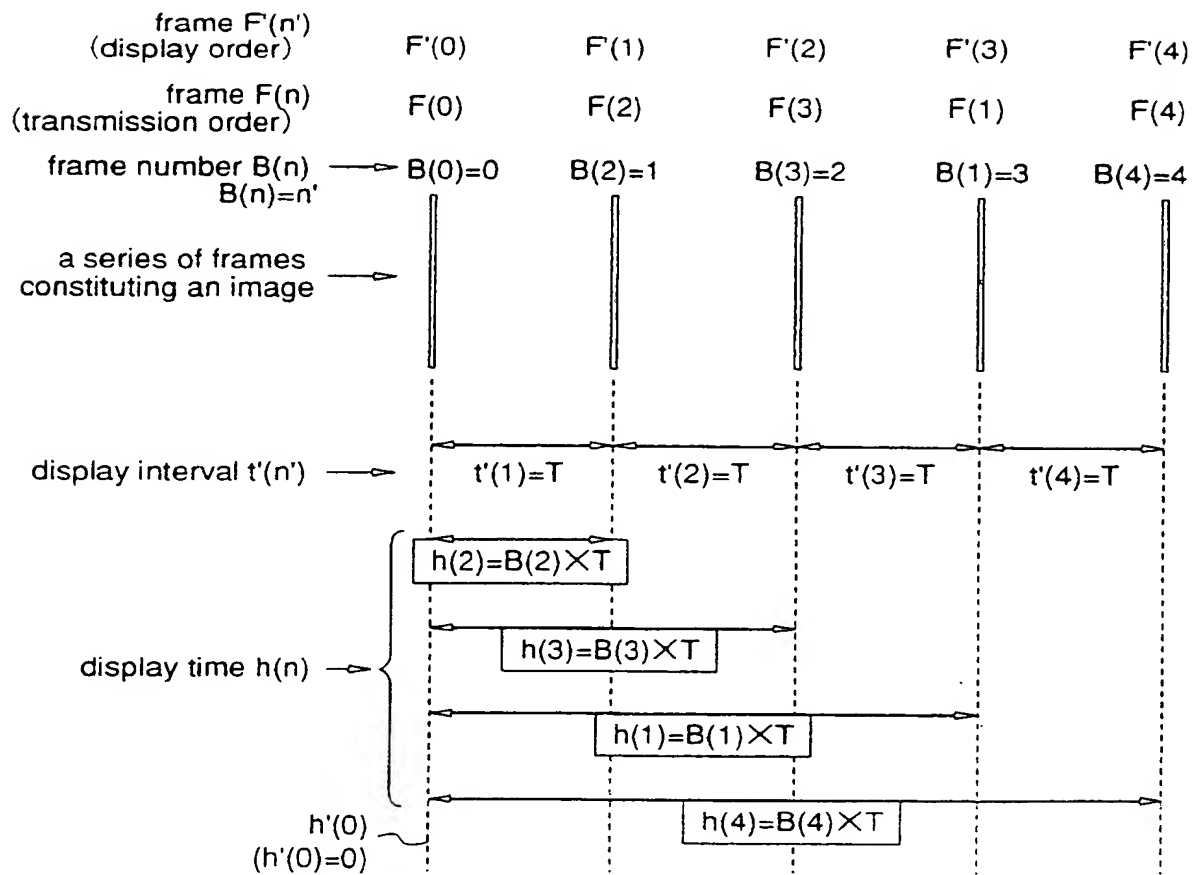 frame F'(n')
(display order)
F'(0) F'(1) F'(2) F'(3) F'(4)
frame F(n)
(transmission order)
F(0) F(2) F(3) F(1) F(4)
frame number B(n)
B(n)=n'
B(0)=0 B(2)=1 B(3)=2 B(1)=3 B(4)=4
a series of frames
constituting an image
display interval t'(n')
t'(1)=T t'(2)=T t'(3)=T t'(4)=T
h(2)=B(2)×T
h(3)=B(3)×T
display time h(n)
h(1)=B(1)×T
h(4)=B(4)×T
h'(0)
(h'(0)=0)